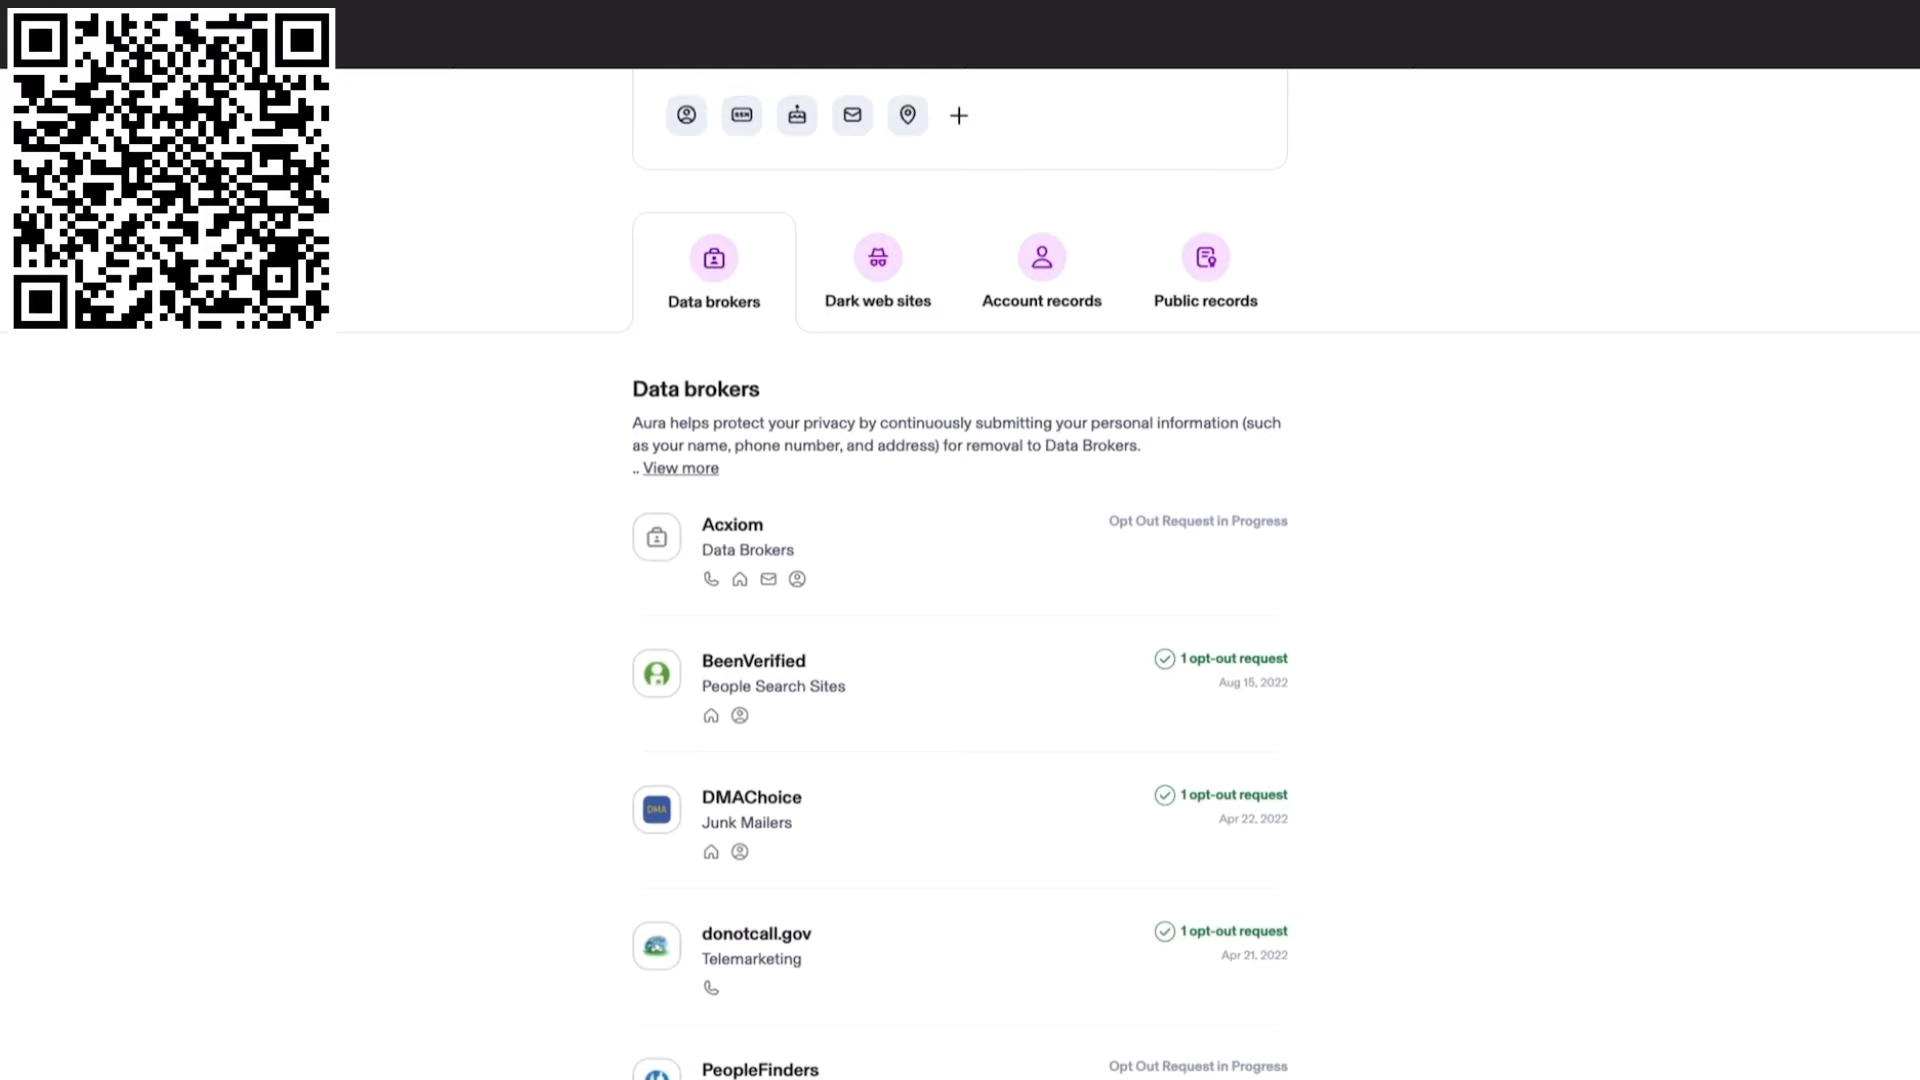 SSN
Data brokers
Dark web sites
Account records
Public records
Data brokers
Aura helps protect your privacy by continuously submitting your personal information (such
as your name, phone number, and address) for removal to Data Brokers.
.. View more
Acxiom
Opt Out Request in Progress
Data Brokers
BeenVerified
1 opt-out request
People Search Sites
Aug 15, 2022
DMAChoice
1 opt-out request
DMA
Junk Mailers
Apr 22, 2022
donotcall.gov
1 opt-out request
Telemarketing
Apr 21, 2022
PeopleFinders
Opt Out Request in Progress